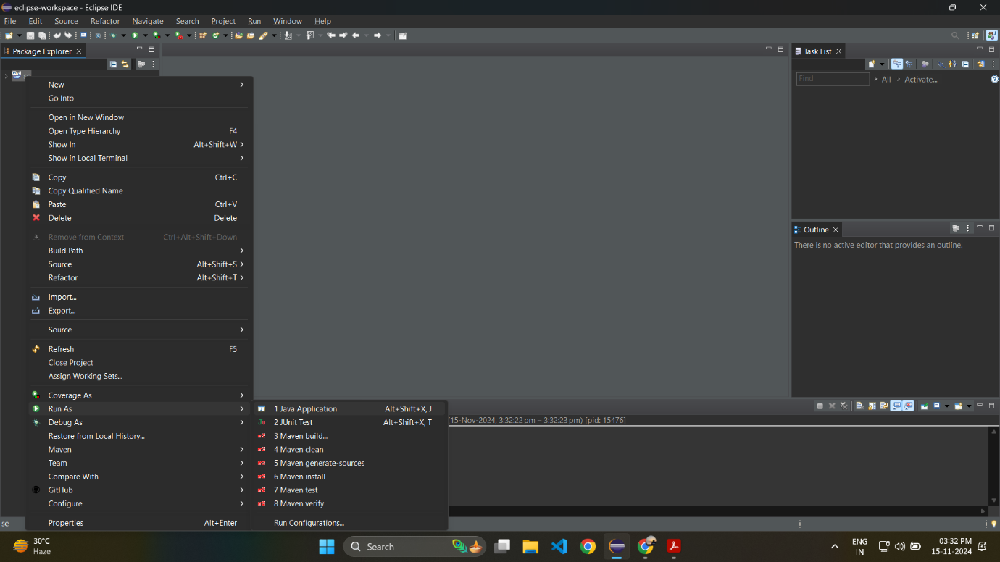 eclipse-workspace - Eclipse IDE
File Edit Source Refactor Navigate Search Project Run Window Help
Package Explorer
Task List
Find All Activate...
New
Go Into
Open in New Window
Open Type Hierarchy F4
Show In Alt+Shift+W
Show in Local Terminal
Copy Ctrl+C
Copy Qualified Name
Paste Ctrl+V
Delete Delete
Remove from Context Ctrl+Alt+Shift+Down
Build Path
Source Alt+Shift+S
Refactor Alt+Shift+T
Import...
Export...
Source
Refresh F5
Close Project
Assign Working Sets...
Coverage As
Run As
Debug As
Restore from Local History...
Maven
Team
Compare With
GitHub
Configure
Properties Alt+Enter
1 Java Application Alt+Shift+X, J
2 JUnit Test Alt+Shift+X, T
3 Maven build...
4 Maven clean
5 Maven generate-sources
6 Maven install
7 Maven test
8 Maven verify
Run Configurations...
Outline
There is no active editor that provides an outline.
(15-Nov-2024, 3:32:22 pm – 3:32:23 pm) [pid: 15476]
se
30°C
Haze
Search
ENG
IN
03:32 PM
15-11-2024